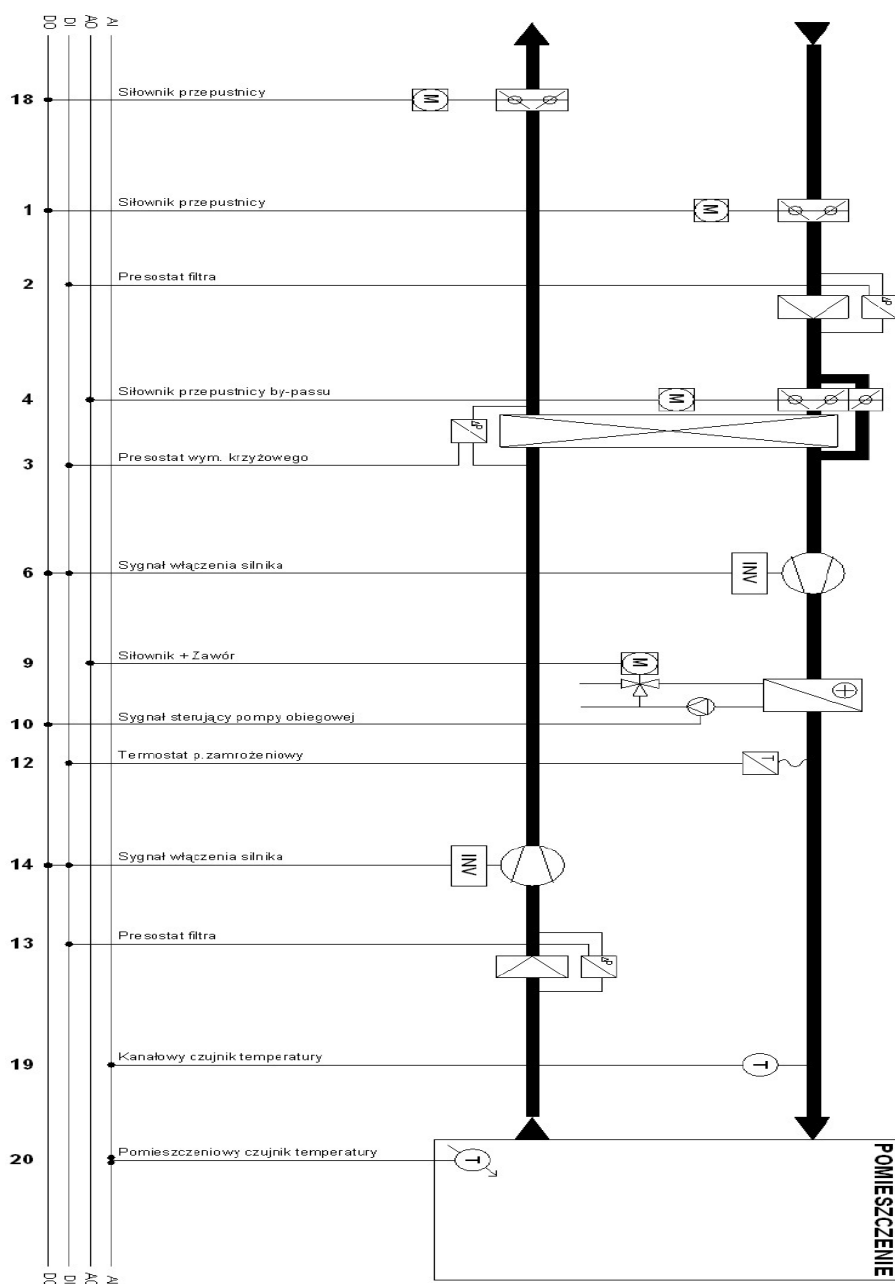 DO DI AO AI
18 Siłownik przepustnicy M
1 Siłownik przepustnicy M
2 Presostat filtra
4 Siłownik przepustnicy by-passu M
3 Presostat wym. krzyżowego
6 Sygnał włączenia silnika INV
9 Siłownik + Zawór M
10 Sygnał sterujący pompy obiegowej
12 Termostat p.zamrożeniowy T
14 Sygnał włączenia silnika INV
13 Presostat filtra
19 Kanałowy czujnik temperatury T
20 Pomieszczeniowy czujnik temperatury T
POMIESZCZENIE
DO DI AO AI